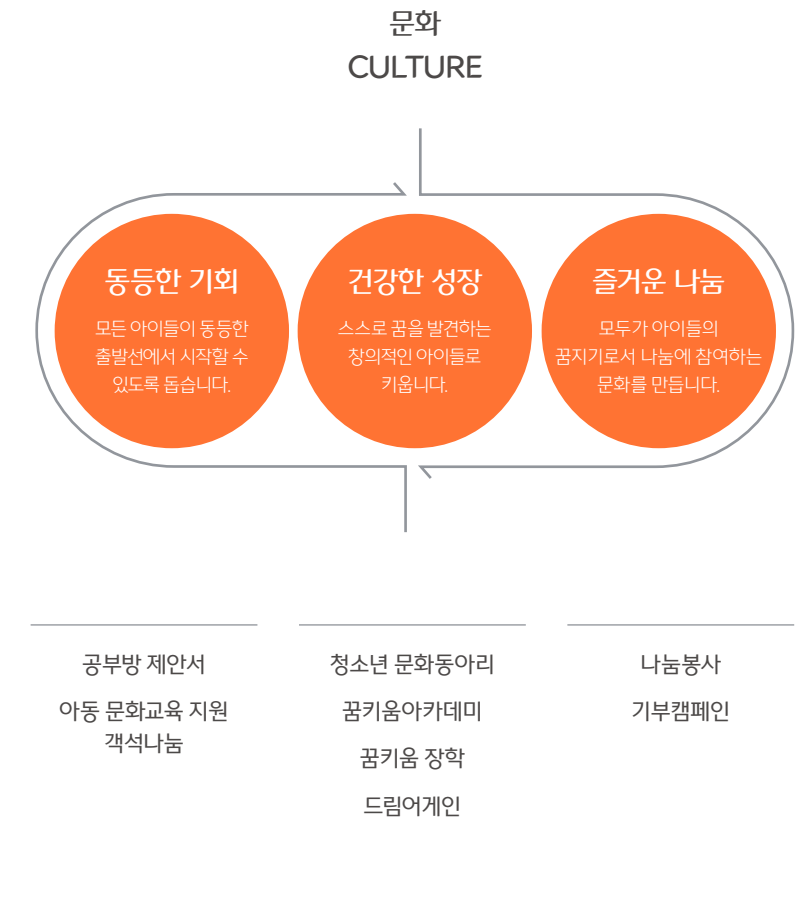 문화
CULTURE
동등한 기회
모든 아이들이 동등한
출발선에서 시작할 수
있도록 돕습니다.
건강한 성장
스스로 꿈을 발견하는
창의적인 아이들로
키웁니다.
즐거운 나눔
모두가 아이들의
꿈지기로서 나눔에 참여하는
문화를 만듭니다.
공부방 제안서
아동 문화교육 지원
객석나눔
청소년 문화동아리
꿈키움아카데미
꿈키움 장학
드림어게인
나눔봉사
기부캠페인